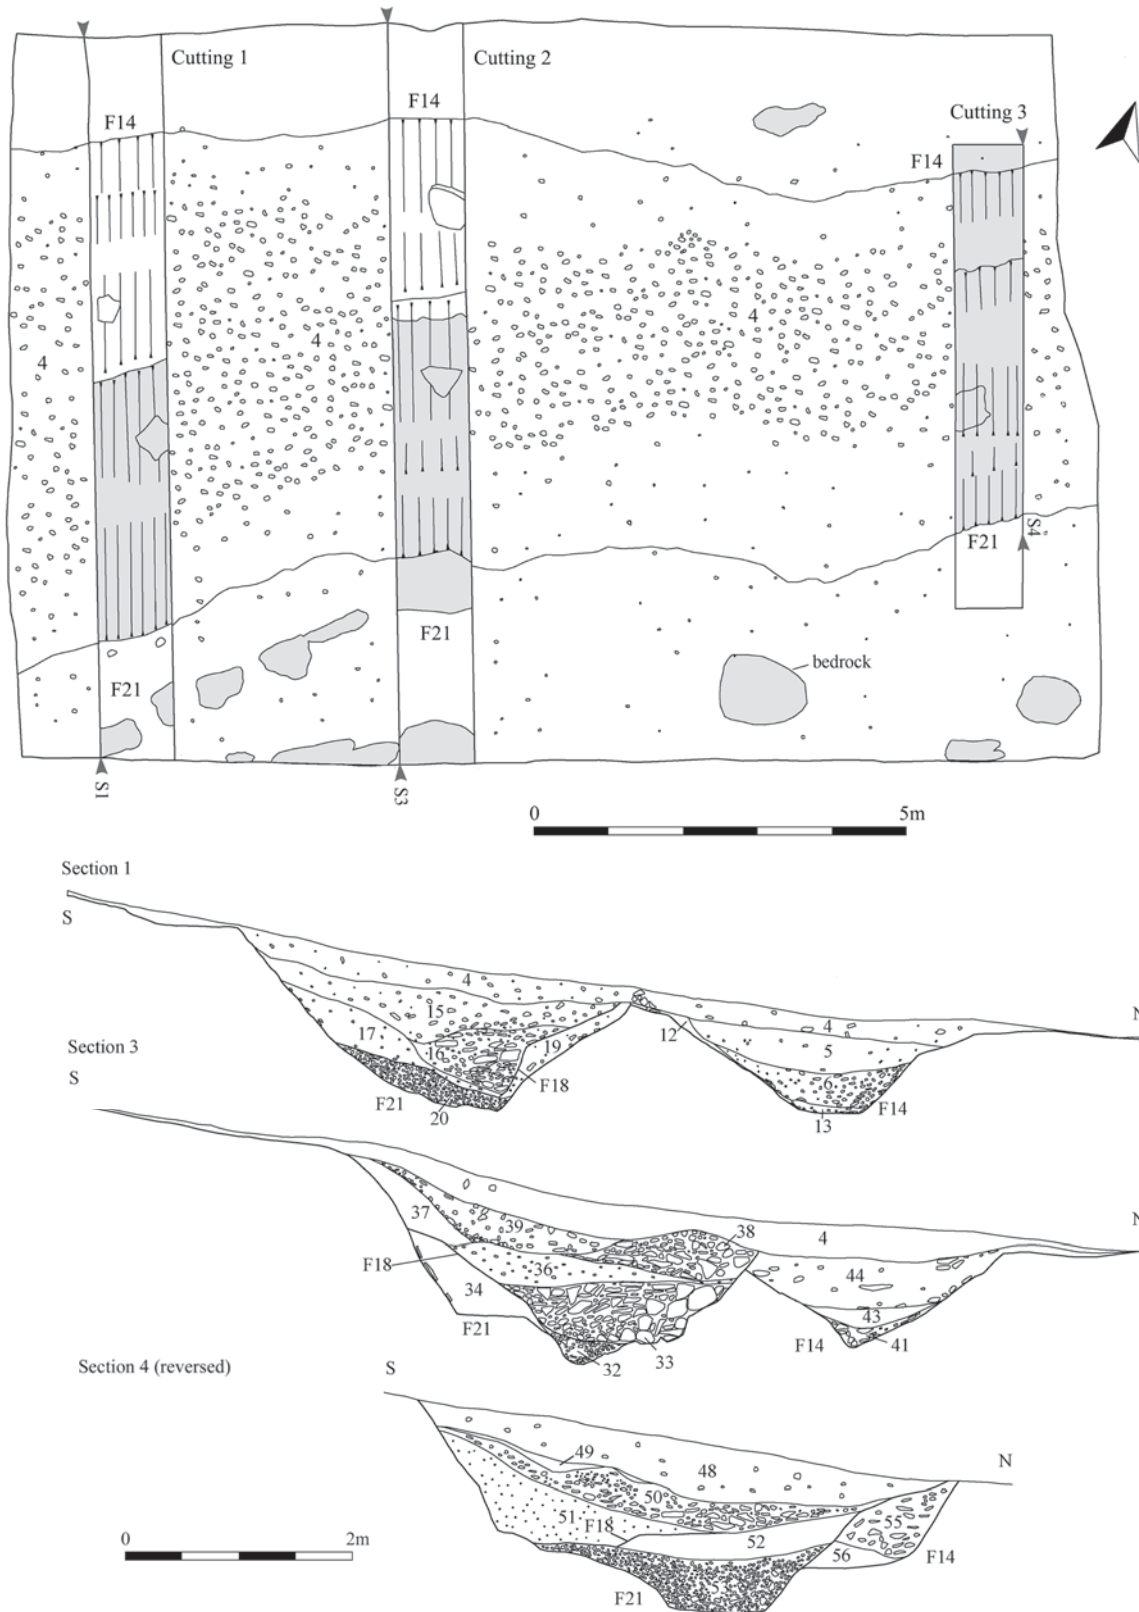 Cutting 1
Cutting 2
F14
F14
Cutting 3
F14
4
4
4
bedrock
F21
F21
F21
S4
S1
S3
0 5m
Section 1
S
4
15
17
16
19
12
4
N
5
6
F18
F14
F21
20
13
Section 3
S
37
39
38
4
N
F18
36
44
34
43
F21
F14
41
32
33
Section 4 (reversed)
S
49
48
N
50
51
F18
55
52
56
F14
F21
53
0 2m